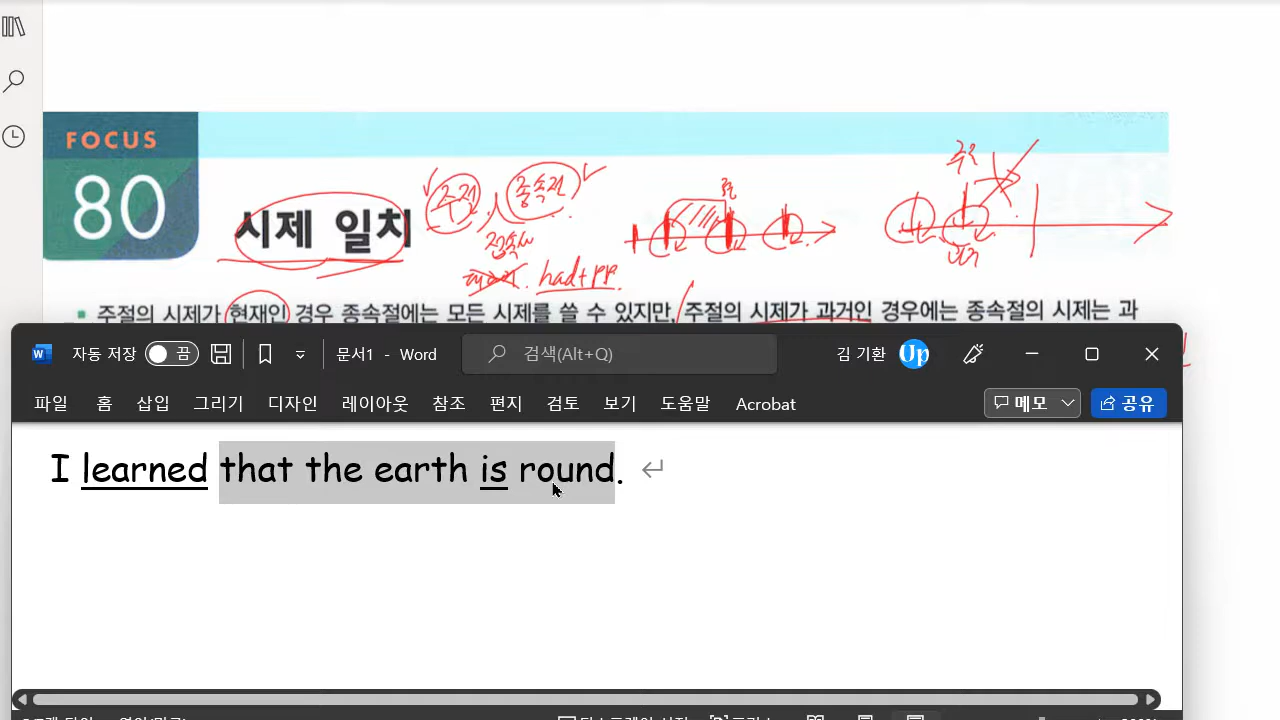 FOCUS
80
시제 일치
주절
종속절
접속사
had+pp.
주절의 시제가 현재인 경우 종속절에는 모든 시제를 쓸 수 있지만, 주절의 시제가 과거인 경우에는 종속절의 시제는 과
자동 저장 끔 문서1 - Word 검색(Alt+Q) 김 기환 Up
파일 홈 삽입 그리기 디자인 레이아웃 참조 편지 검토 보기 도움말 Acrobat 메모 공유
I learned that the earth is round.